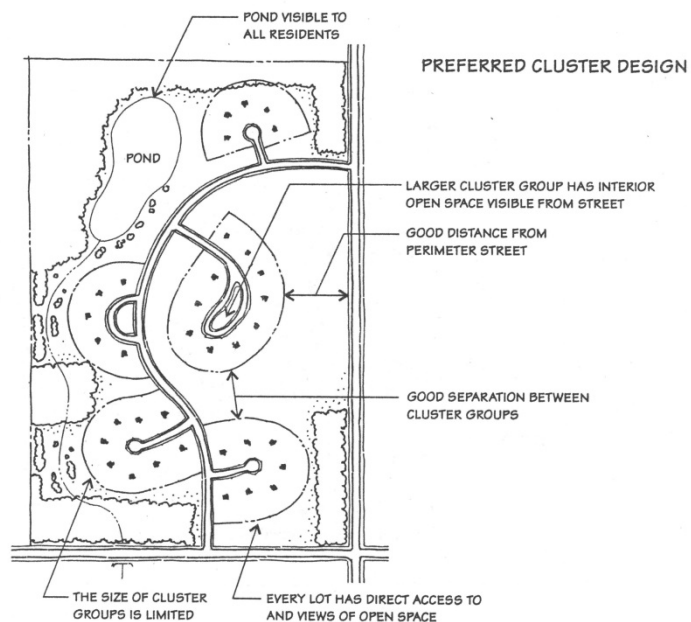 POND VISIBLE TO
ALL RESIDENTS
PREFERRED CLUSTER DESIGN
POND
LARGER CLUSTER GROUP HAS INTERIOR
OPEN SPACE VISIBLE FROM STREET
GOOD DISTANCE FROM
PERIMETER STREET
GOOD SEPARATION BETWEEN
CLUSTER GROUPS
THE SIZE OF CLUSTER
GROUPS IS LIMITED
EVERY LOT HAS DIRECT ACCESS TO
AND VIEWS OF OPEN SPACE